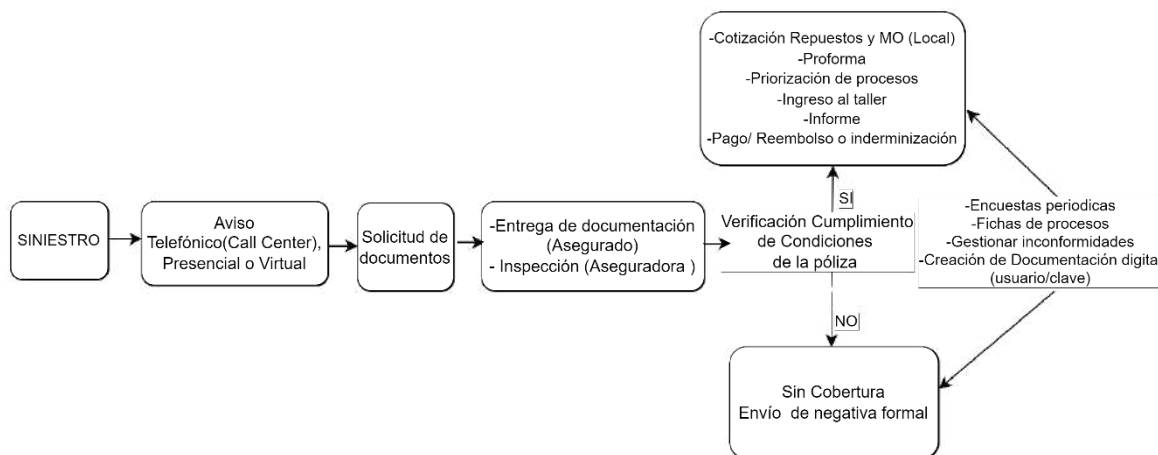 -Cotización Repuestos y MO (Local)
-Proforma
-Priorización de procesos
-Ingreso al taller
-Informe
-Pago/ Reembolso o inderminización
SINIESTRO
Aviso
Telefónico(Call Center),
Presencial o Virtual
Solicitud de
documentos
-Entrega de documentación
(Asegurado)
- Inspección (Aseguradora )
SI
Verificación Cumplimiento
de Condiciones
de la póliza
NO
-Encuestas periodicas
-Fichas de procesos
-Gestionar inconformidades
-Creación de Documentación digita
(usuario/clave)
Sin Cobertura
Envío de negativa formal